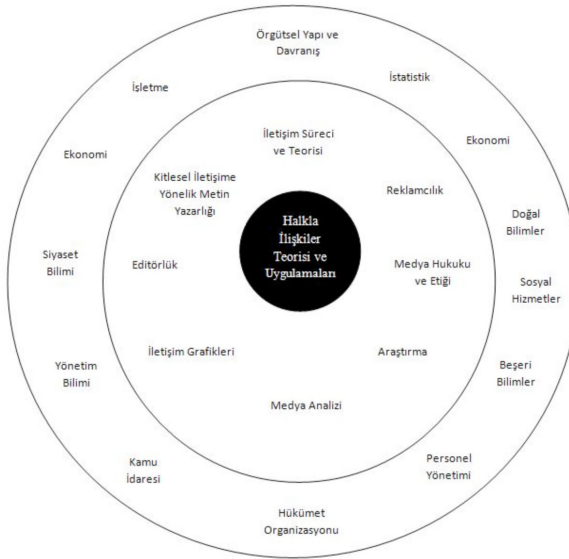 Örgütsel Yapı ve
Davranış
İstatistik
Ekonomi
Doğal
Bilimler
Sosyal
Hizmetler
Beşeri
Bilimler
Personel
Yönetimi
Hükümet
Organizasyonu
Kamu
İdaresi
Yönetim
Bilimi
Siyaset
Bilimi
Ekonomi
İşletme
İletişim Süreci
ve Teorisi
Reklamcılık
Medya Hukuku
ve Etiği
Araştırma
Medya Analizi
İletişim Grafikleri
Editörlük
Kitlesel İletişime
Yönelik Metin
Yazarlığı
Halkla
İlişkiler
Teorisi ve
Uygulamaları